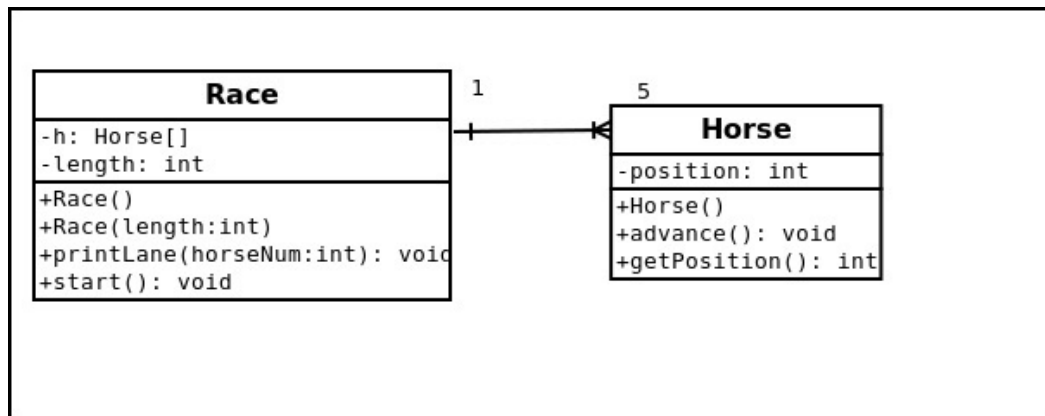 Race
-h: Horse[]
-length: int
+Race()
+Race(length:int)
+printLane(horseNum:int): void
+start(): void
1
5
Horse
-position: int
+Horse()
+advance(): void
+getPosition(): int